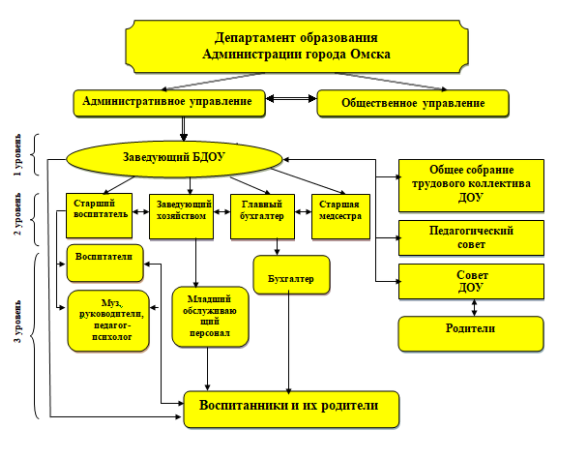 Департамент образования
Администрации города Омска
Административное управление
Общественное управление
1 уровень
Заведующий БДОУ
Общее собрание
трудового коллектива
ДОУ
2 уровень
Старший
воспитатель
Заведующий
хозяйством
Главный
бухгалтер
Старшая
медсестра
Педагогический
совет
3 уровень
Воспитатели
Бухгалтер
Совет
ДОУ
Муз,
руководители,
педагог-
психолог
Младший
обслуживаю
щий
персонал
Родители
Воспитанники и их родители